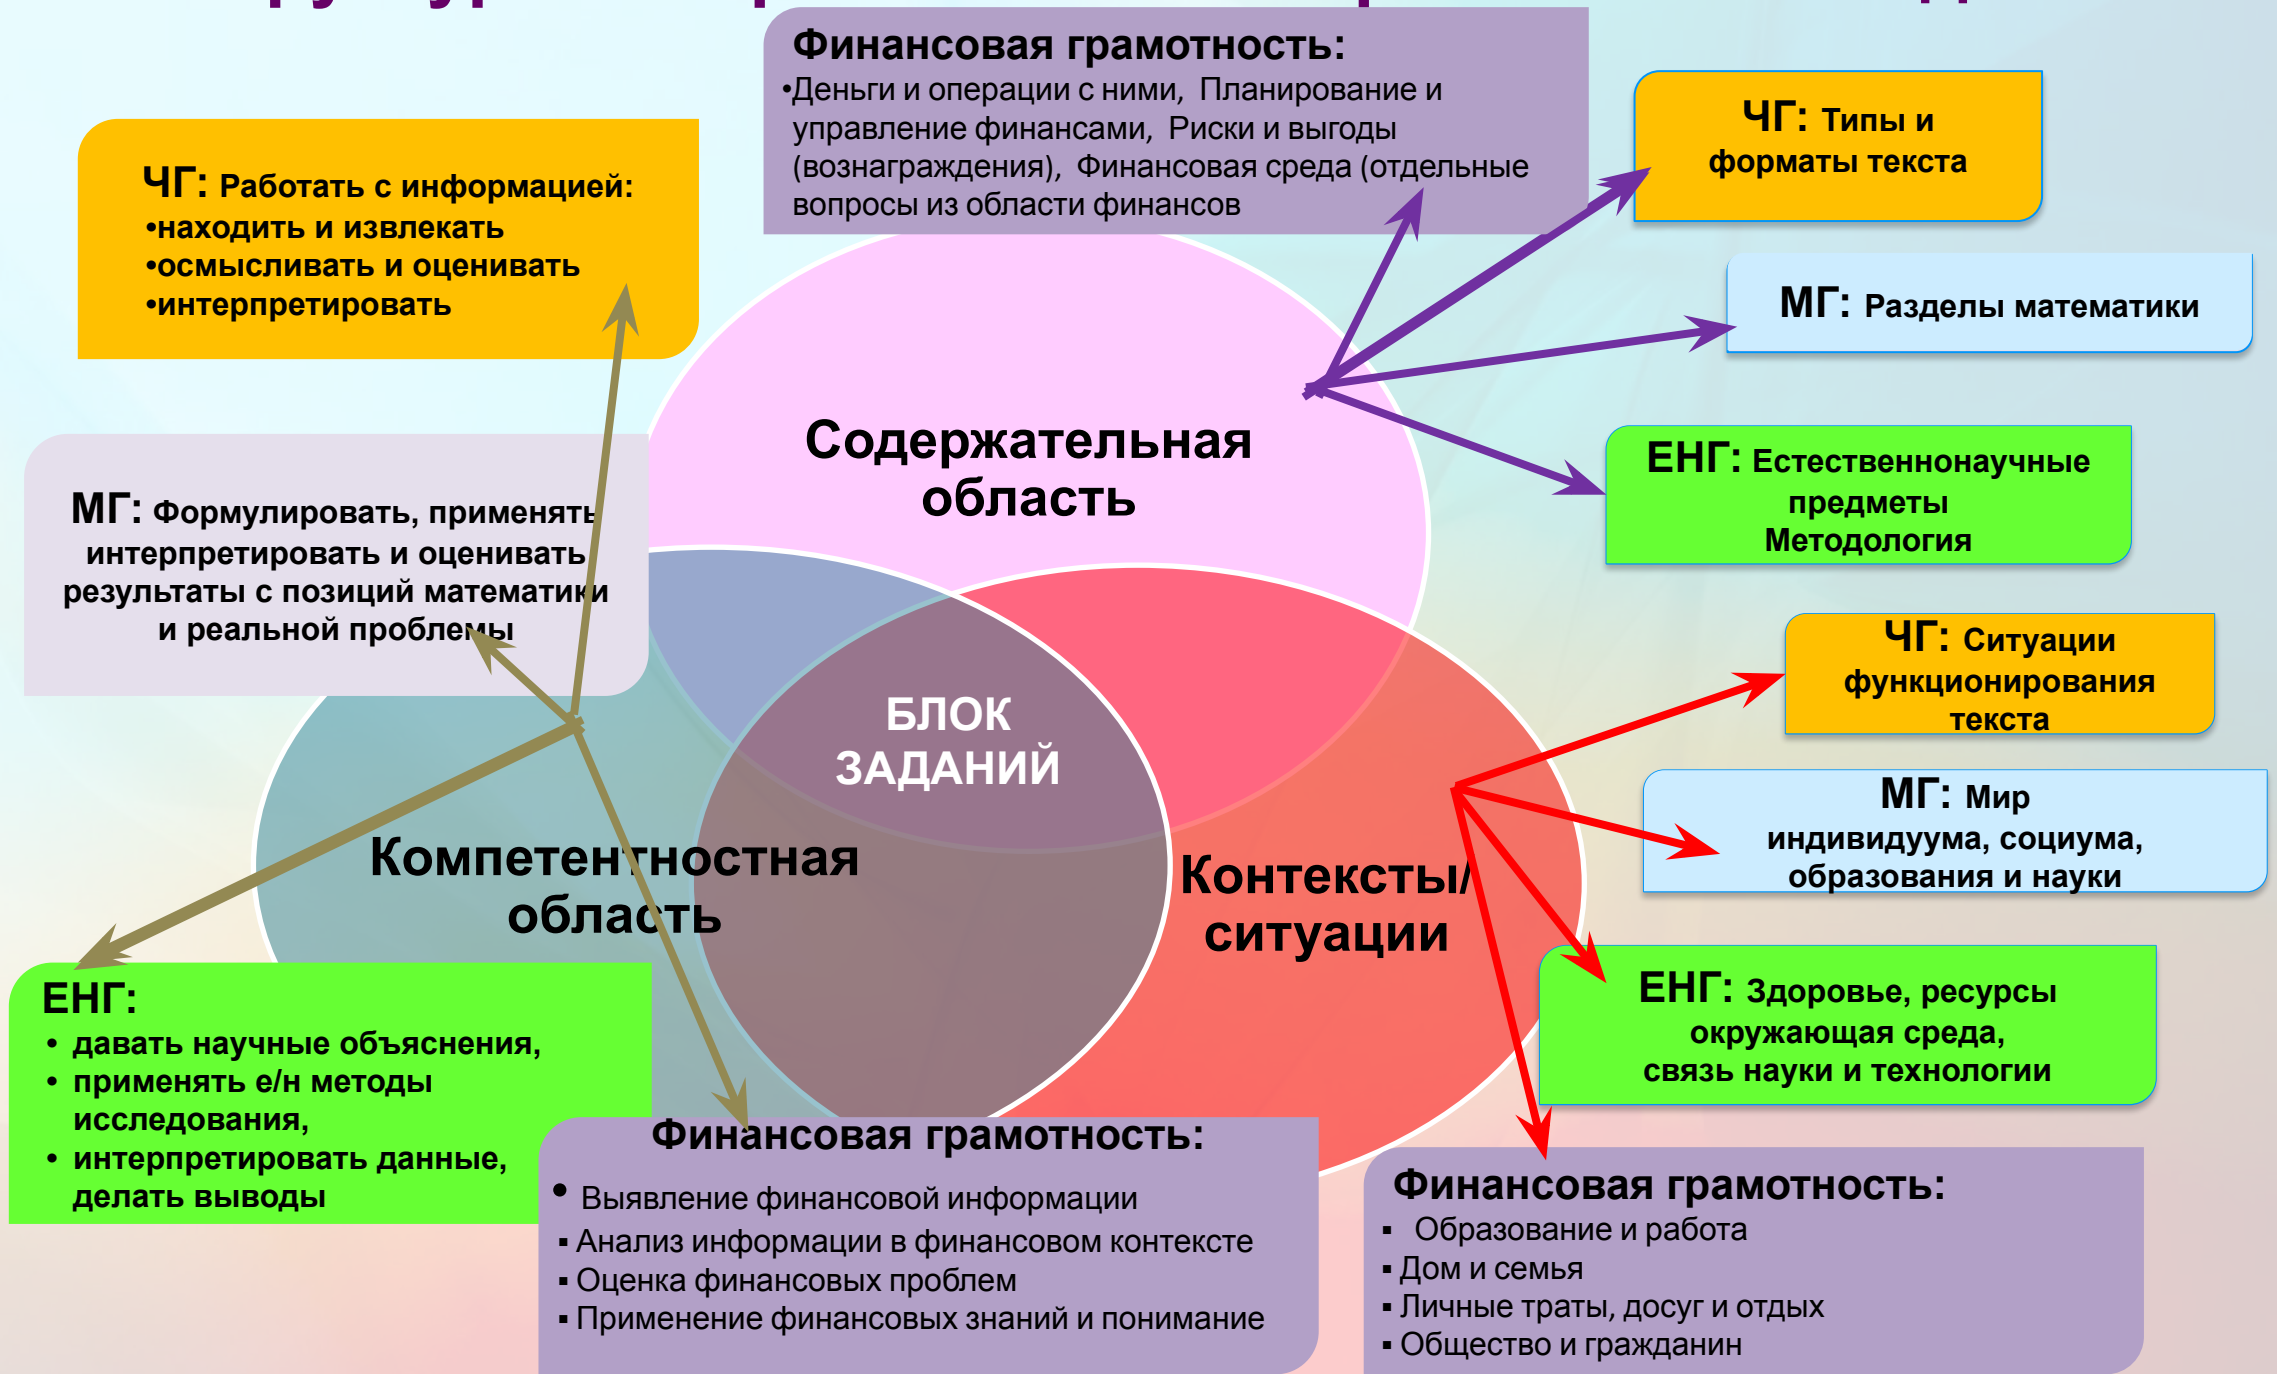 Финансовая грамотность:
•Деньги и операции с ними, Планирование и
управление финансами, Риски и выгоды
(вознаграждения), Финансовая среда (отдельные
вопросы из области финансов
ЧГ: Типы и
форматы текста
ЧГ: Работать с информацией:
•находить и извлекать
•осмысливать и оценивать
•интерпретировать
МГ: Разделы математики
Содержательная
область
ЕНГ: Естественнонаучные
предметы
Методология
МГ: Формулировать, применять
интерпретировать и оценивать
результаты с позиций математики
и реальной проблемы
ЧГ: Ситуации
функционирования
текста
БЛОК
ЗАДАНИЙ
МГ: Мир
индивидуума, социума,
образования и науки
Компетентностная
область
Контексты/
ситуации
ЕНГ: Здоровье, ресурсы
окружающая среда,
связь науки и технологии
ЕНГ:
• давать научные объяснения,
• применять е/н методы
исследования,
• интерпретировать данные,
делать выводы
Финансовая грамотность:
• Выявление финансовой информации
▪ Анализ информации в финансовом контексте
▪ Оценка финансовых проблем
▪ Применение финансовых знаний и понимание
Финансовая грамотность:
▪ Образование и работа
▪ Дом и семья
▪ Личные траты, досуг и отдых
▪ Общество и гражданин